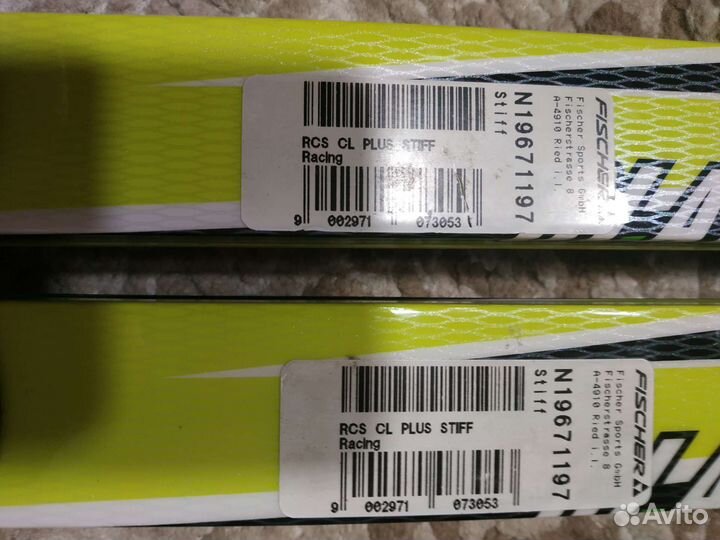 RCS CL PLUS STIFF
Racing
9 002971 073053
N19671197
Stiff
FISCHER
Fischer Sports GmbH
Fischerstrasse 8
A-4910 Ried i.I.
RCS CL PLUS STIFF
Racing
9 002971 073053
N19671197
Stiff
FISCHER
Fischer Sports GmbH
Fischerstrasse 8
A-4910 Ried i.I.
Avito